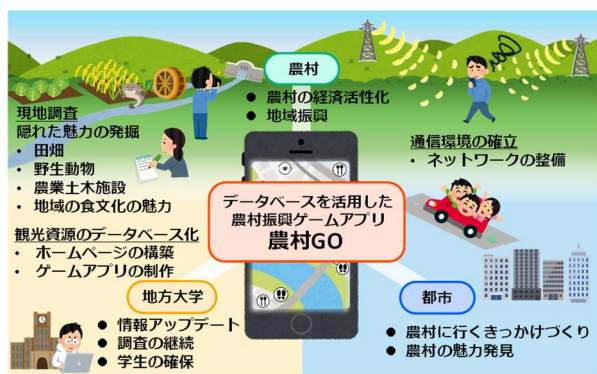 農村
● 農村の経済活性化
● 地域振興
現地調査
隠れた魅力の発掘
・ 田畑
・ 野生動物
・ 農業土木施設
・ 地域の食文化の魅力
観光資源のデータベース化
・ ホームページの構築
・ ゲームアプリの制作
通信環境の確立
・ ネットワークの整備
データベースを活用した
農村振興ゲームアプリ
農村GO
地方大学
● 情報アップデート
● 調査の継続
● 学生の確保
都市
● 農村に行くきっかけづくり
● 農村の魅力発見